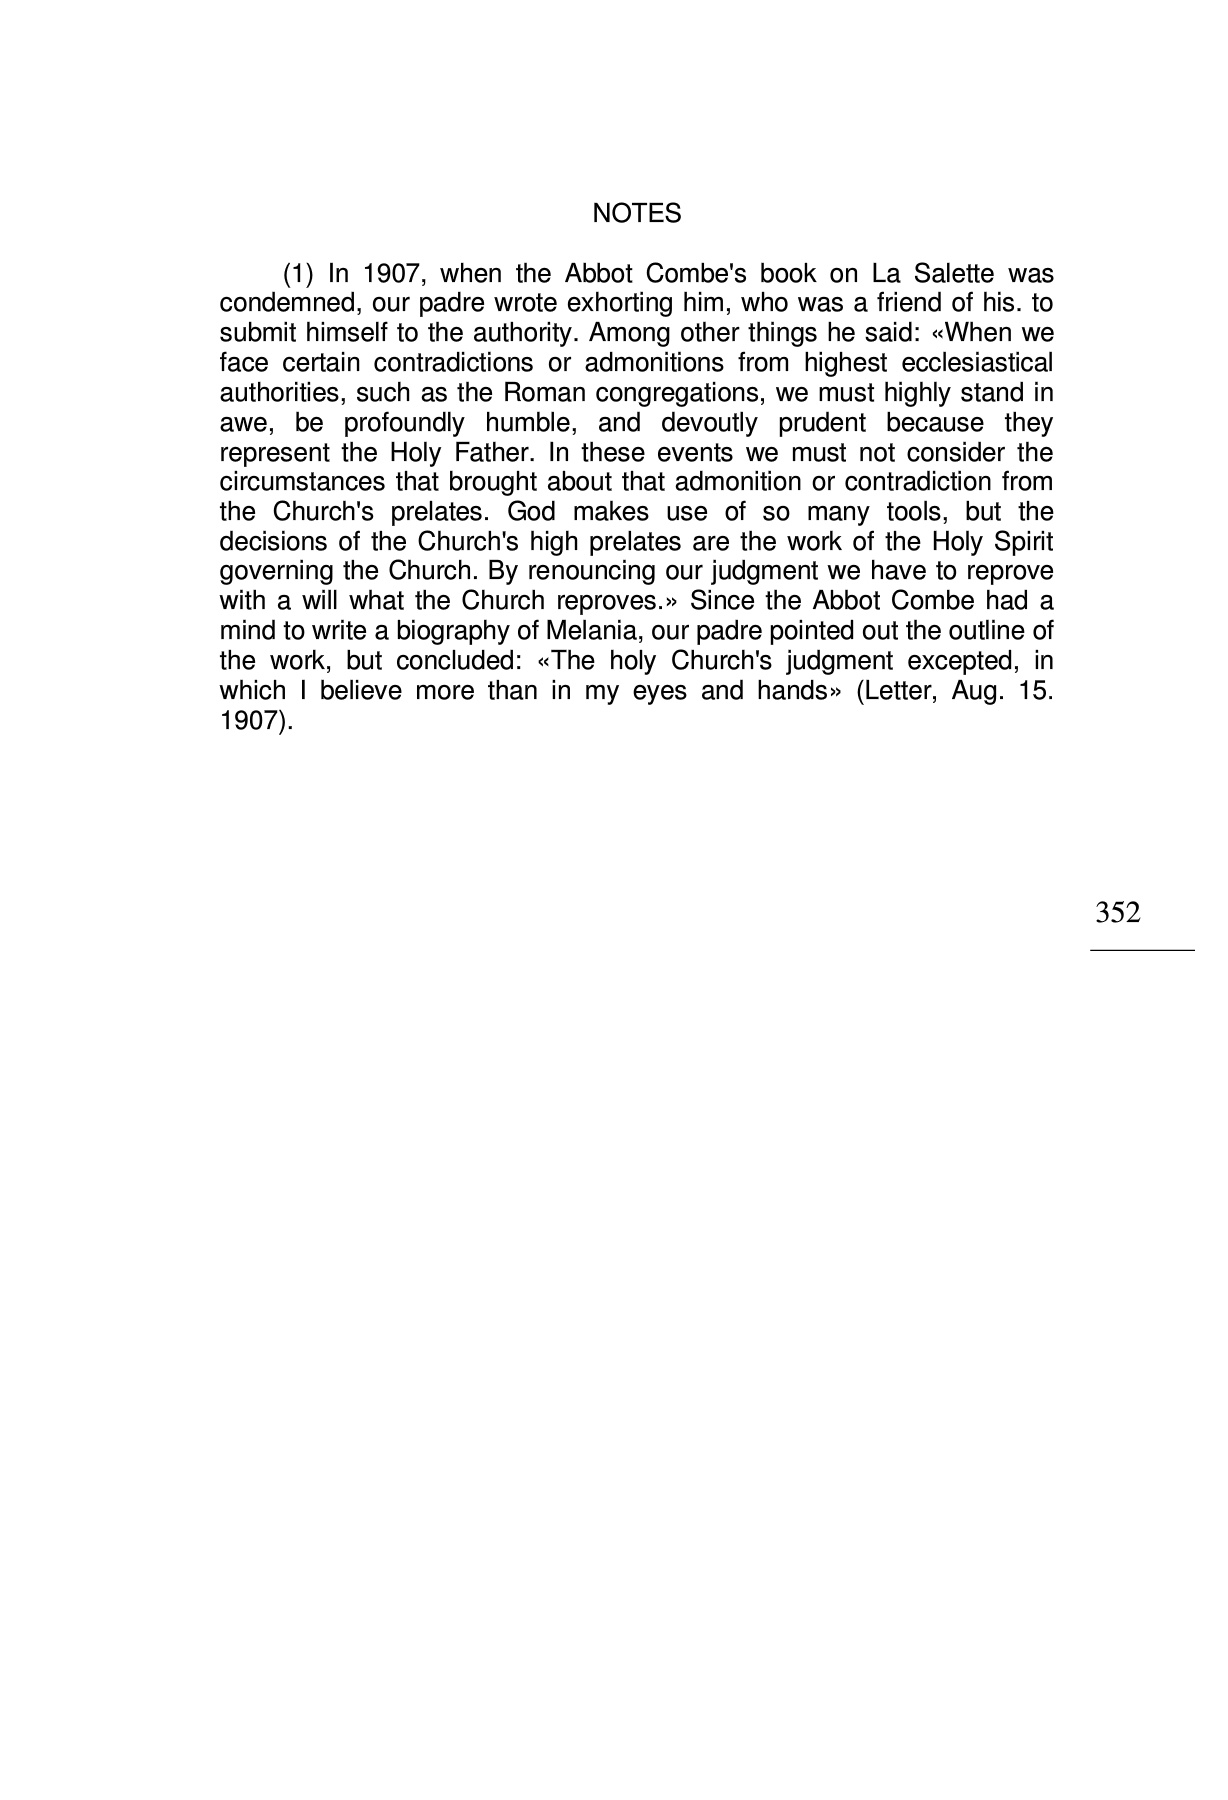 NOTES
(1) In 1907, when the Abbot Combe's book on La Salette was
condemned, our padre wrote exhorting him, who was a friend of his. to
submit himself to the authority. Among other things he said: «When we
face certain contradictions or admonitions from highest ecclesiastical
authorities, such as the Roman congregations, we must highly stand in
awe, be profoundly humble, and devoutly prudent because they
represent the Holy Father. In these events we must not consider the
circumstances that brought about that admonition or contradiction from
the Church's prelates. God makes use of so many tools, but the
decisions of the Church's high prelates are the work of the Holy Spirit
governing the Church. By renouncing our judgment we have to reprove
with a will what the Church reproves.» Since the Abbot Combe had a
mind to write a biography of Melania, our padre pointed out the outline of
the work, but concluded: «The holy Church's judgment excepted, in
which I believe more than in my eyes and hands» (Letter, Aug. 15.
1907).
352